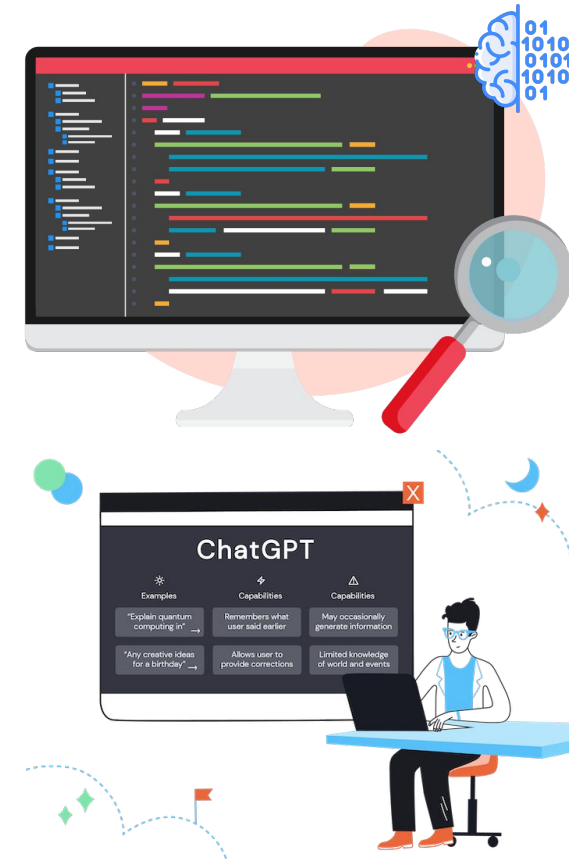 01
1010
0101
1010
01
X
ChatGPT
Examples
Capabilities
Capabilities
"Explain quantum
computing in" →
Remembers what
user said earlier
May occasionally
generate information
"Any creative ideas
for a birthday" →
Allows user to
provide corrections
Limited knowledge
of world and events